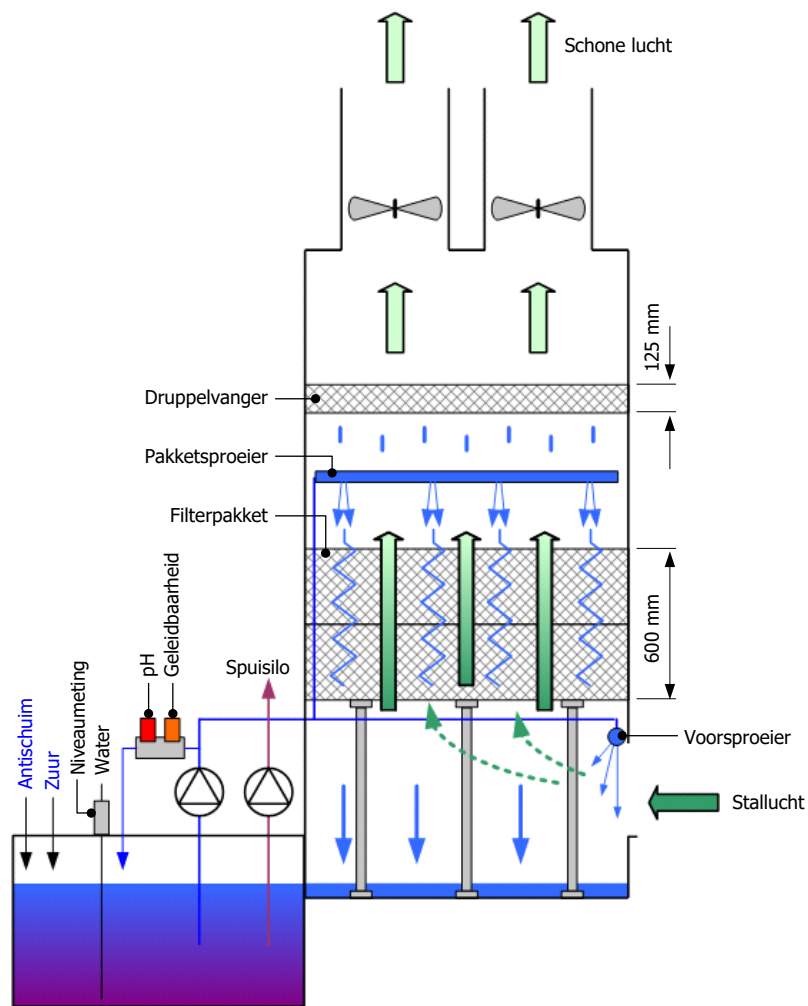 Schone lucht
125 mm
Druppelvanger
Pakketsproeier
Filterpakket
600 mm
Geleidbaarheid
pH
Spuisilo
Voorsproeier
Antischuim
Zuur
Niveaumeting
Water
Stallucht